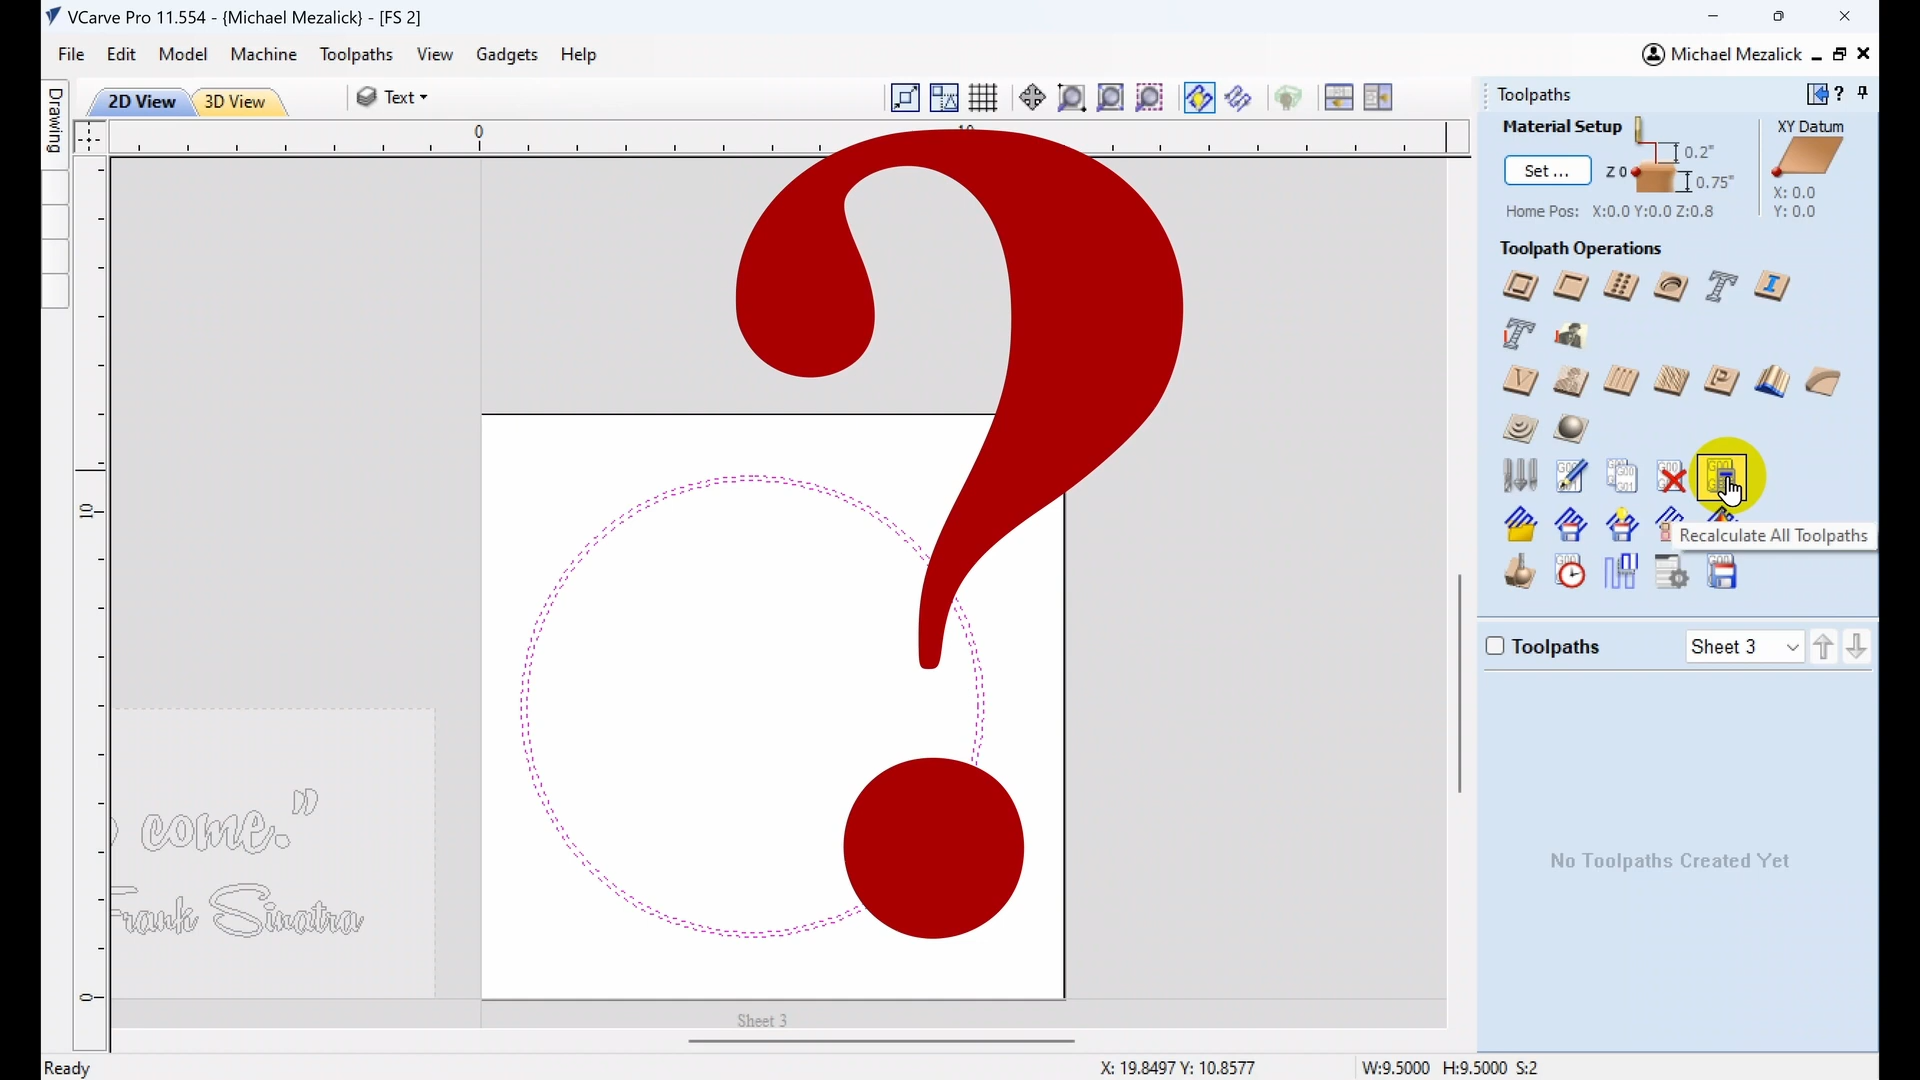 VCarve Pro 11.554 - {Michael Mezalick} - [FS 2]
File Edit Model Machine Toolpaths View Gadgets Help
Michael Mezalick
Drawing
2D View 3D View Text
Toolpaths
?
0 10
Material Setup
XY Datum
Set ...
Z 0
0.2"
0.75"
X: 0.0
Y: 0.0
Home Pos: X:0.0 Y:0.0 Z:0.8
Toolpath Operations
Recalculate All Toolpaths
Toolpaths Sheet 3
10
?
come.”
Frank Sinatra
No Toolpaths Created Yet
0
Sheet 3
Ready
X: 19.8497 Y: 10.8577
W:9.5000 H:9.5000 S:2